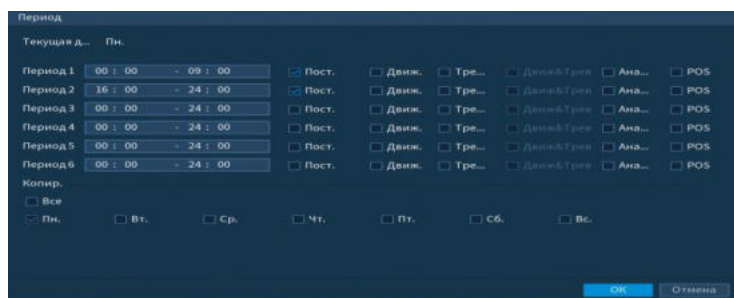 Период
Текущая д... Пн.
Период 1 00 : 00 - 09 : 00 Пост. Движ. Тре... Движ&Трев Ана... POS
Период 2 16 : 00 - 24 : 00 Пост. Движ. Тре... Движ&Трев Ана... POS
Период 3 00 : 00 - 24 : 00 Пост. Движ. Тре... Движ&Трев Ана... POS
Период 4 00 : 00 - 24 : 00 Пост. Движ. Тре... Движ&Трев Ана... POS
Период 5 00 : 00 - 24 : 00 Пост. Движ. Тре... Движ&Трев Ана... POS
Период 6 00 : 00 - 24 : 00 Пост. Движ. Тре... Движ&Трев Ана... POS
Копир.
Все
Пн. Вт. Ср. Чт. Пт. Сб. Вс.
OK Отмена